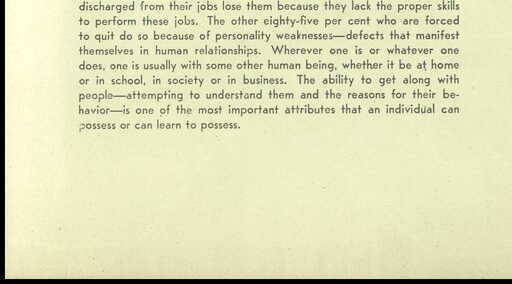 discharged from their jobs lose them because they lack the proper skills
to perform these jobs. The other eighty-five per cent who are forced
to quit do so because of personality weaknesses—defects that manifest
themselves in human relationships. Wherever one is or whatever one
does, one is usually with some other human being, whether it be at home
or in school, in society or in business. The ability to get along with
people—attempting to understand them and the reasons for their be-
havior—is one of the most important attributes that an individual can
possess or can learn to possess.